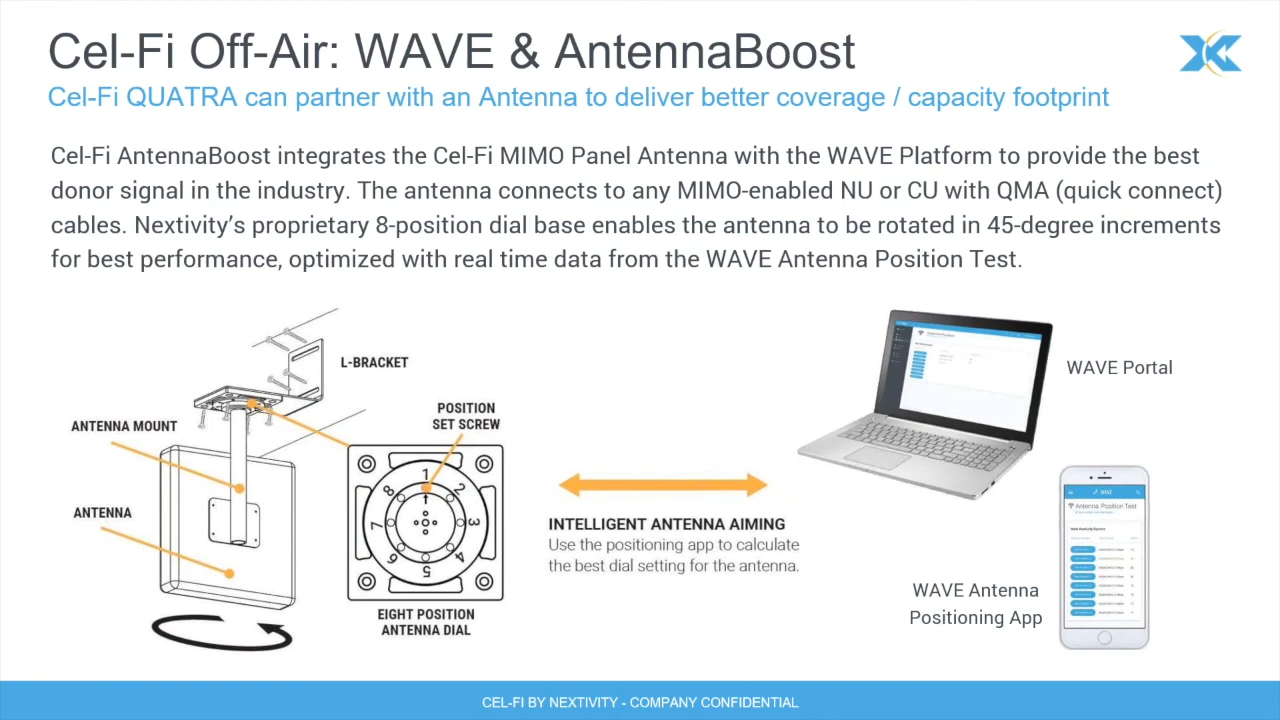 Cel-Fi Off-Air: WAVE & AntennaBoost
Cel-Fi QUATRA can partner with an Antenna to deliver better coverage / capacity footprint
Cel-Fi AntennaBoost integrates the Cel-Fi MIMO Panel Antenna with the WAVE Platform to provide the best
donor signal in the industry. The antenna connects to any MIMO-enabled NU or CU with QMA (quick connect)
cables. Nextivity’s proprietary 8-position dial base enables the antenna to be rotated in 45-degree increments
for best performance, optimized with real time data from the WAVE Antenna Position Test.
L-BRACKET
ANTENNA MOUNT
ANTENNA
POSITION
SET SCREW
1
2
3
4
5
6
7
8
EIGHT POSITION
ANTENNA DIAL
INTELLIGENT ANTENNA AIMING
Use the positioning app to calculate
the best dial setting for the antenna.
WAVE Portal
Antenna Position Test
WAVE Antenna
Positioning App
CEL-FI BY NEXTIVITY - COMPANY CONFIDENTIAL